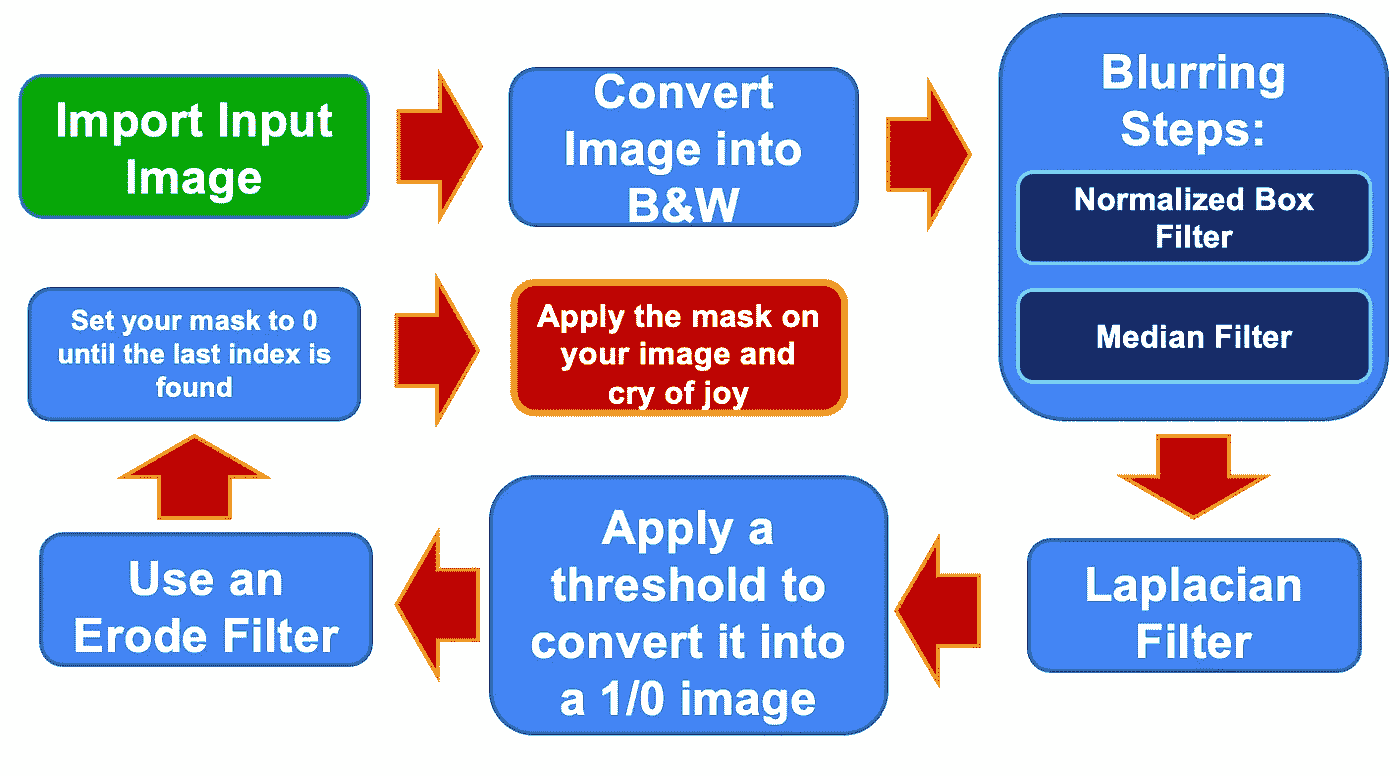 Import Input
Image
Convert
Image into
B&W
Blurring
Steps:
Normalized Box
Filter
Median Filter
Laplacian
Filter
Apply a
threshold to
convert it into
a 1/0 image
Use an
Erode Filter
Set your mask to 0
until the last index is
found
Apply the mask on
your image and
cry of joy